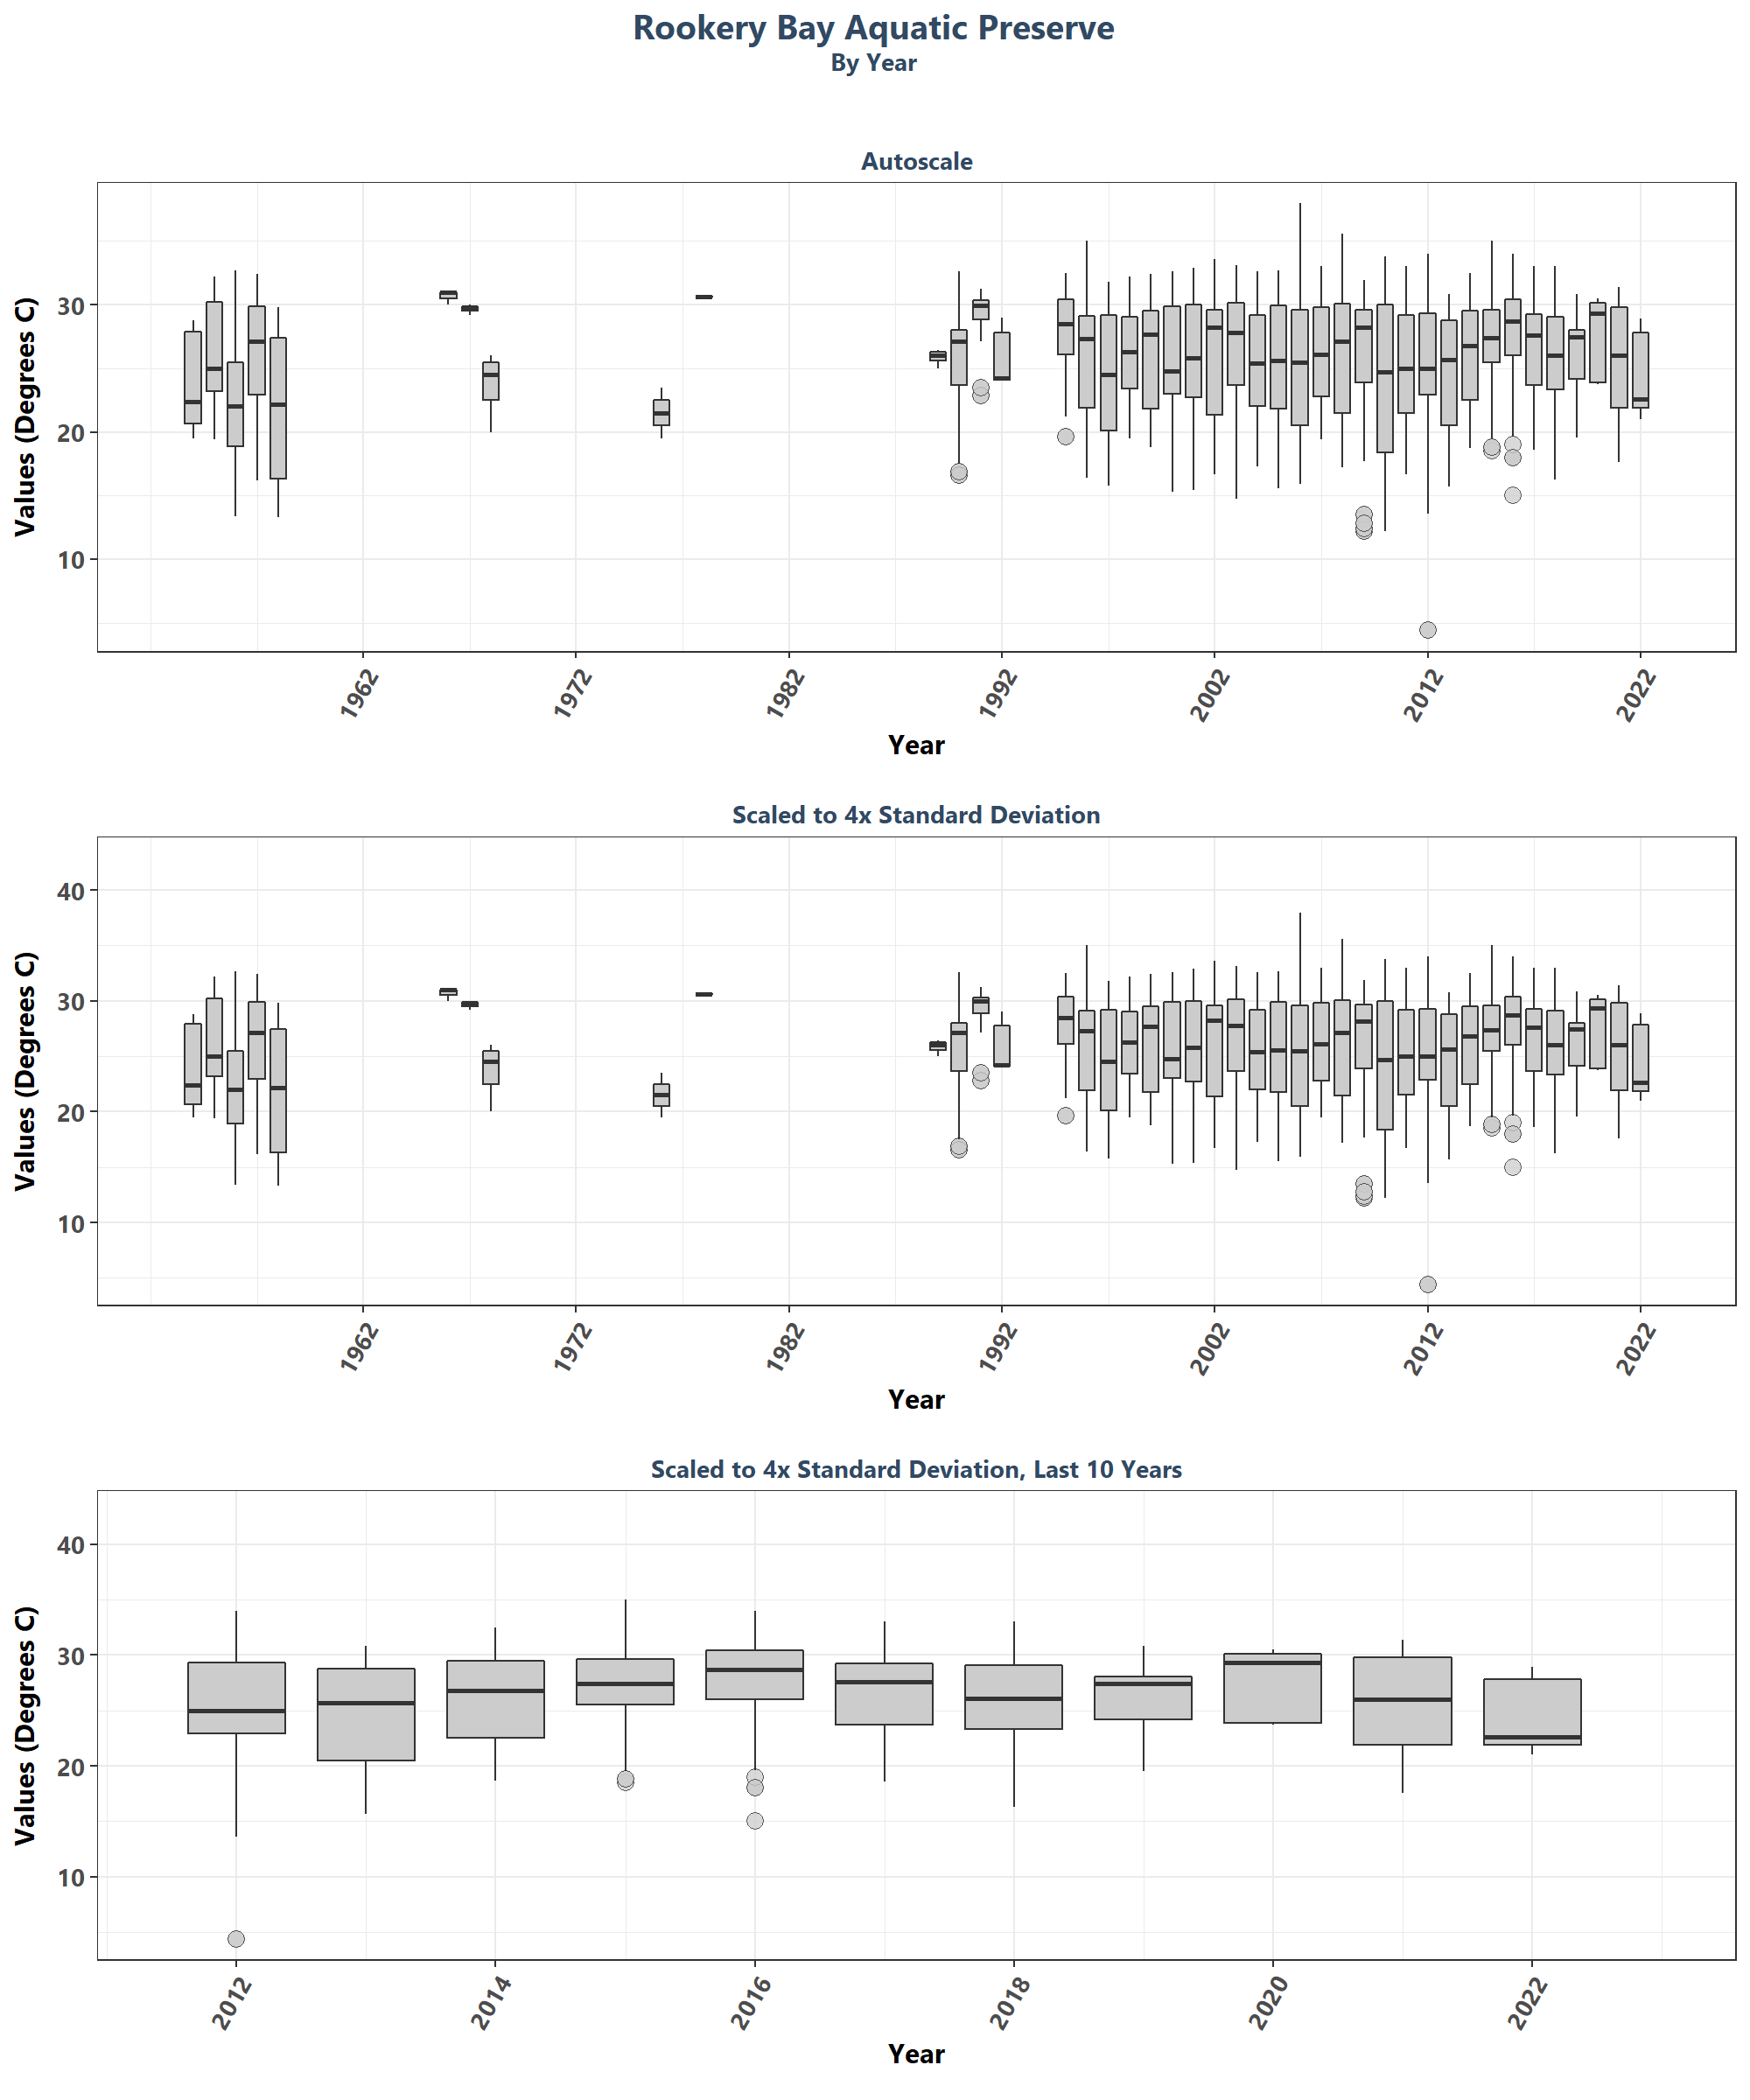 Rookery Bay Aquatic Preserve
By Year
Autoscale
Values (Degrees C)
30
20
10
1962
1972
1982
1992
2002
2012
2022
Year
Scaled to 4x Standard Deviation
Values (Degrees C)
40
30
20
10
1962
1972
1982
1992
2002
2012
2022
Year
Scaled to 4x Standard Deviation, Last 10 Years
Values (Degrees C)
40
30
20
10
2012
2014
2016
2018
2020
2022
Year